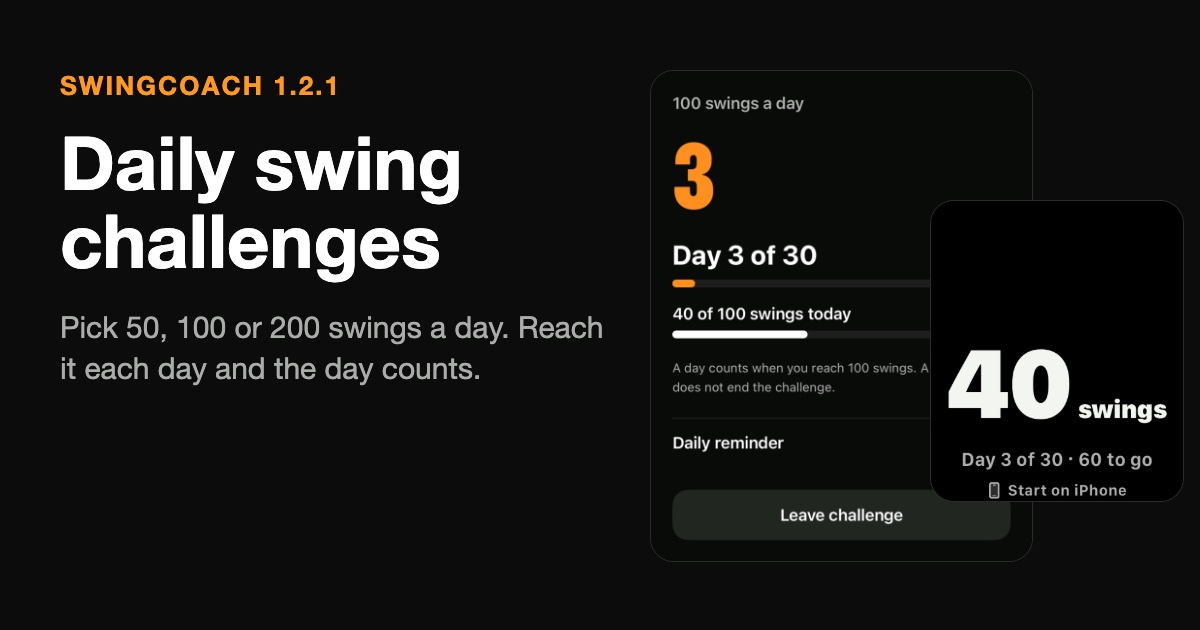 SWINGCOACH 1.2.1
Daily swing
challenges
Pick 50, 100 or 200 swings a day. Reach
it each day and the day counts.
100 swings a day
3
Day 3 of 30
40 of 100 swings today
A day counts when you reach 100 swings. A
does not end the challenge.
Daily reminder
Leave challenge
40 swings
Day 3 of 30 · 60 to go
Start on iPhone